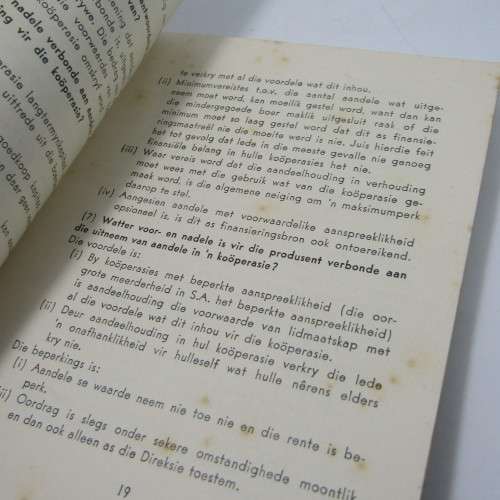 nadele verbonde aan
vir die koöperasie?
te verkry met al die voordele wat dit inhou.
(ii) Minimumvereistes t.o.v. die aantal aandele wat uitge-
neem moet word, kan moeilik gestel word, want dan kan
die mindergegoede boer maklik uitgesluit raak of die
minimum moet so laag gestel word dat dit as finansie-
ringsmaatreël nie die moeite werd is nie. Juis hierdie feit
het tot gevolg dat lede in die meeste gevalle nie genoeg
finansiële belang in hulle koöperasies het nie.
(iii) Waar vereis word dat die aandeelhouding in verhouding
moet wees met die gebruik wat van die koöperasie ge-
maak word, is die algemene neiging om 'n maksimumperk
daarop te stel.
(iv) Aangesien aandele met voorwaardelike aanspreeklikheid
opsioneel is, is dit as finansieringsbron ook ontoereikend.
(7) Watter voor- en nadele is vir die produsent verbonde aan
die uitneem van aandele in 'n koöperasie?
Die voordele is:
(i) By koöperasies met beperkte aanspreeklikheid (die oor-
grote meerderheid in S.A. het beperkte aanspreeklikheid)
is aandeelhouding die voorwaarde van lidmaatskap met
al die voordele wat dit inhou vir die koöperasie.
(ii) Deur aandeelhouding in hul koöperasie verkry die lede
'n onafhanklikheid vir hulleself wat hulle nêrens elders
kry nie.
Die beperkings is:
(i) Aandele se waarde neem nie toe nie en die rente is be-
perk.
(ii) Oordrag is slegs onder sekere omstandighede moontlik
en dan ook alleen as die Direksie toestem.
19